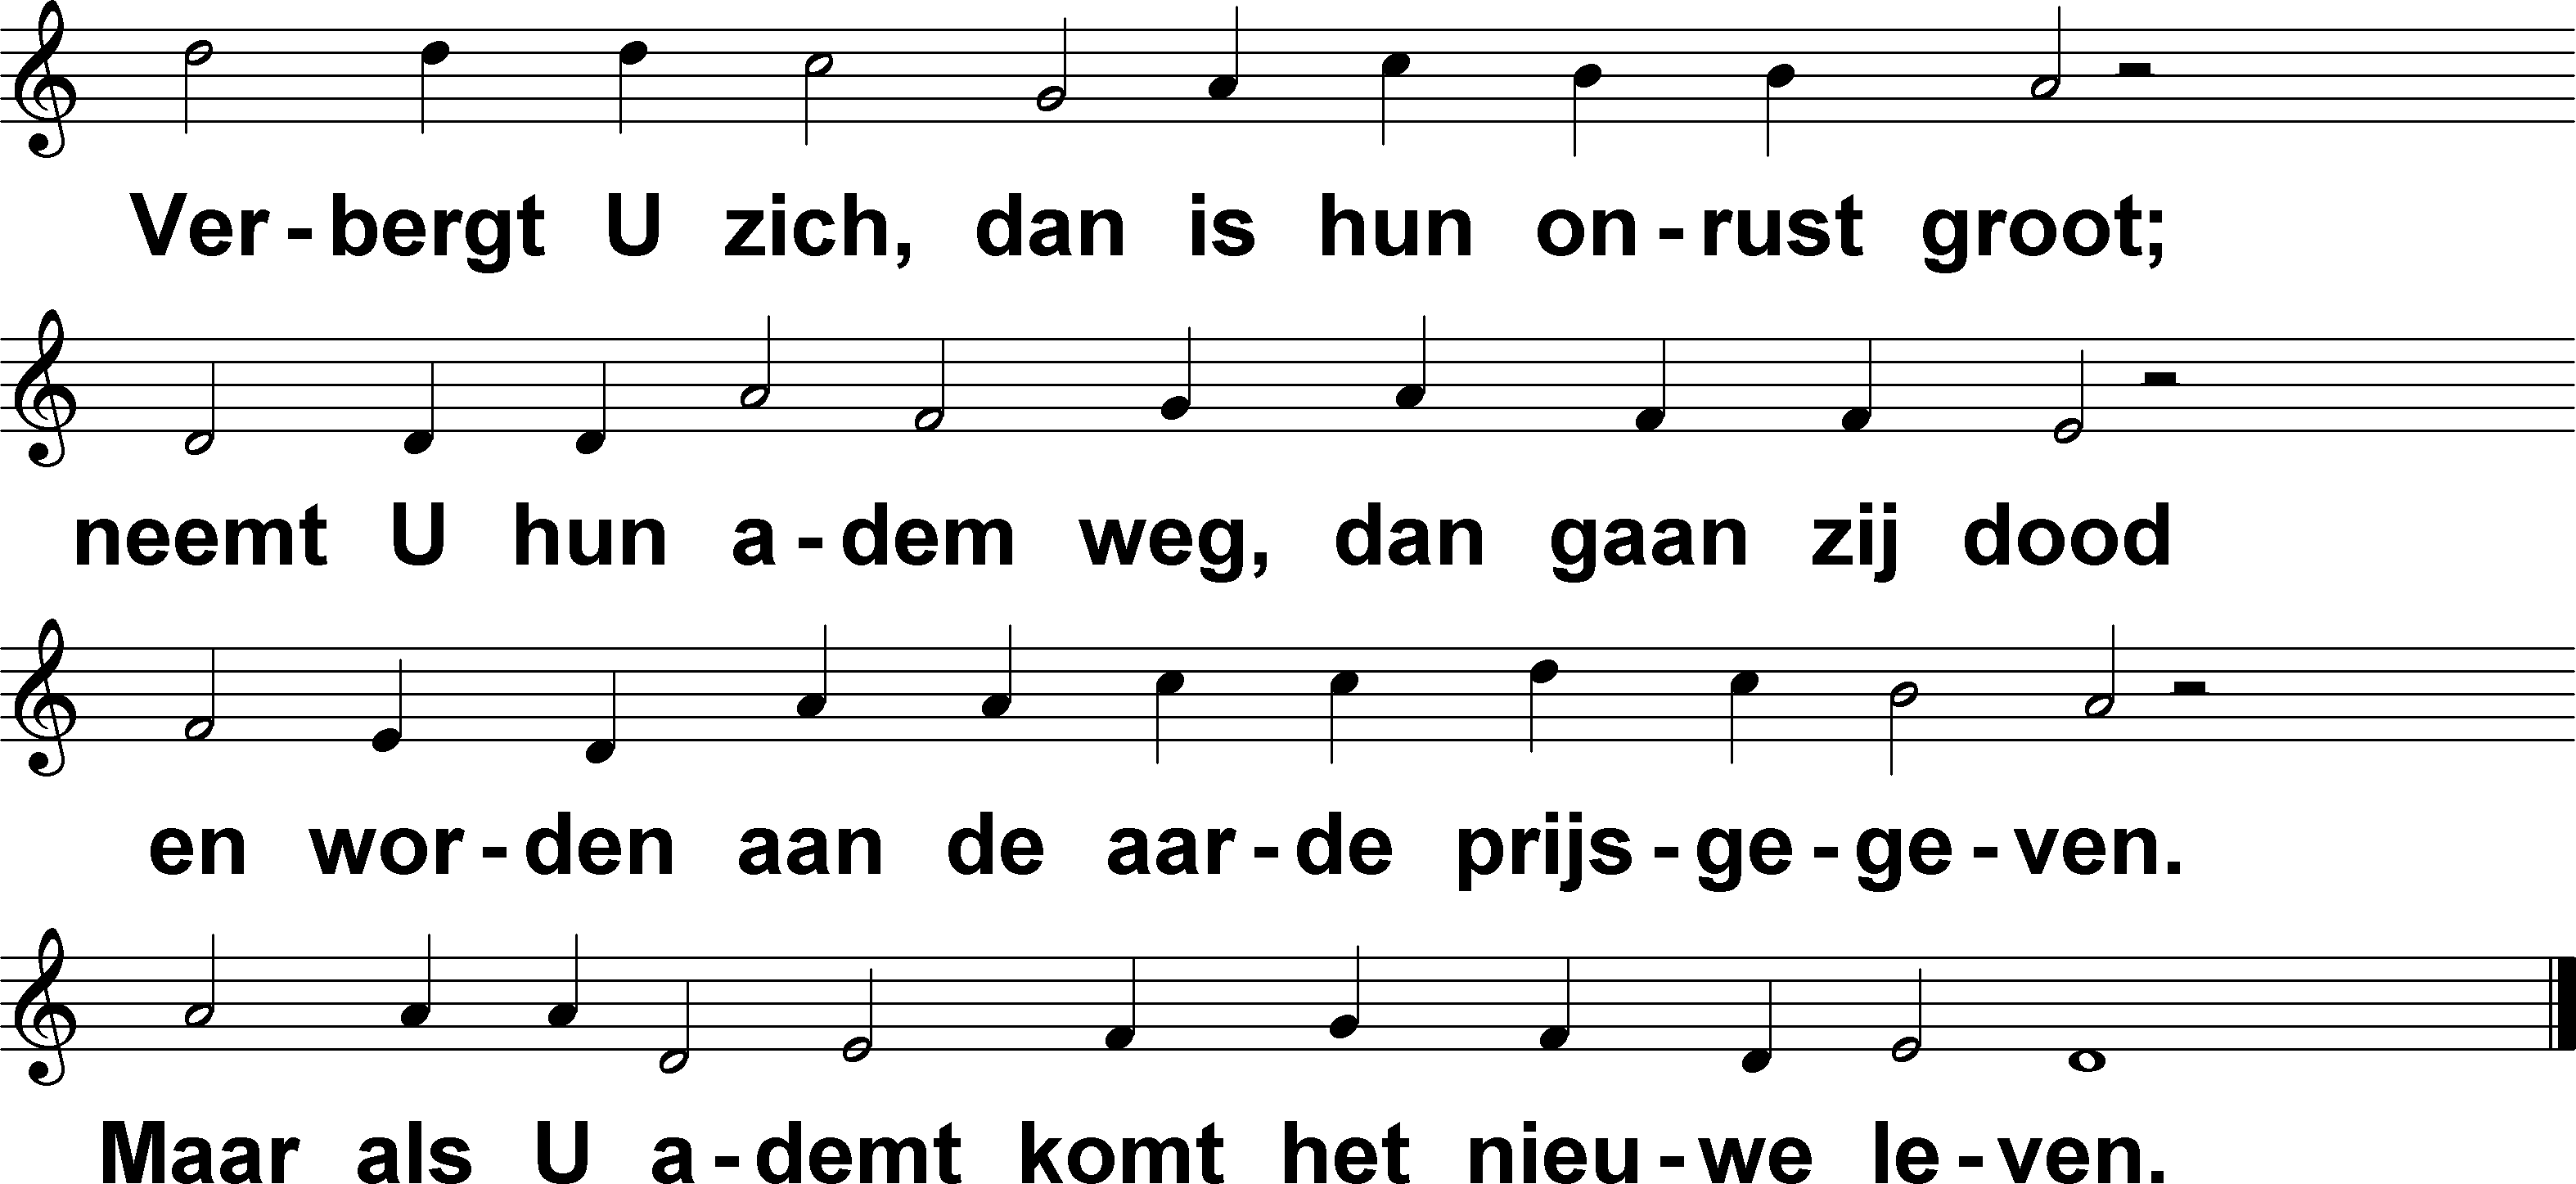 Ver-bergt U zich, dan is hun on-rust groot;
neemt U hun a-dem weg, dan gaan zij dood
en wor-den aan de aar-de prijs-ge-ge-ven.
Maar als U a-demt komt het nieu-we le-ven.